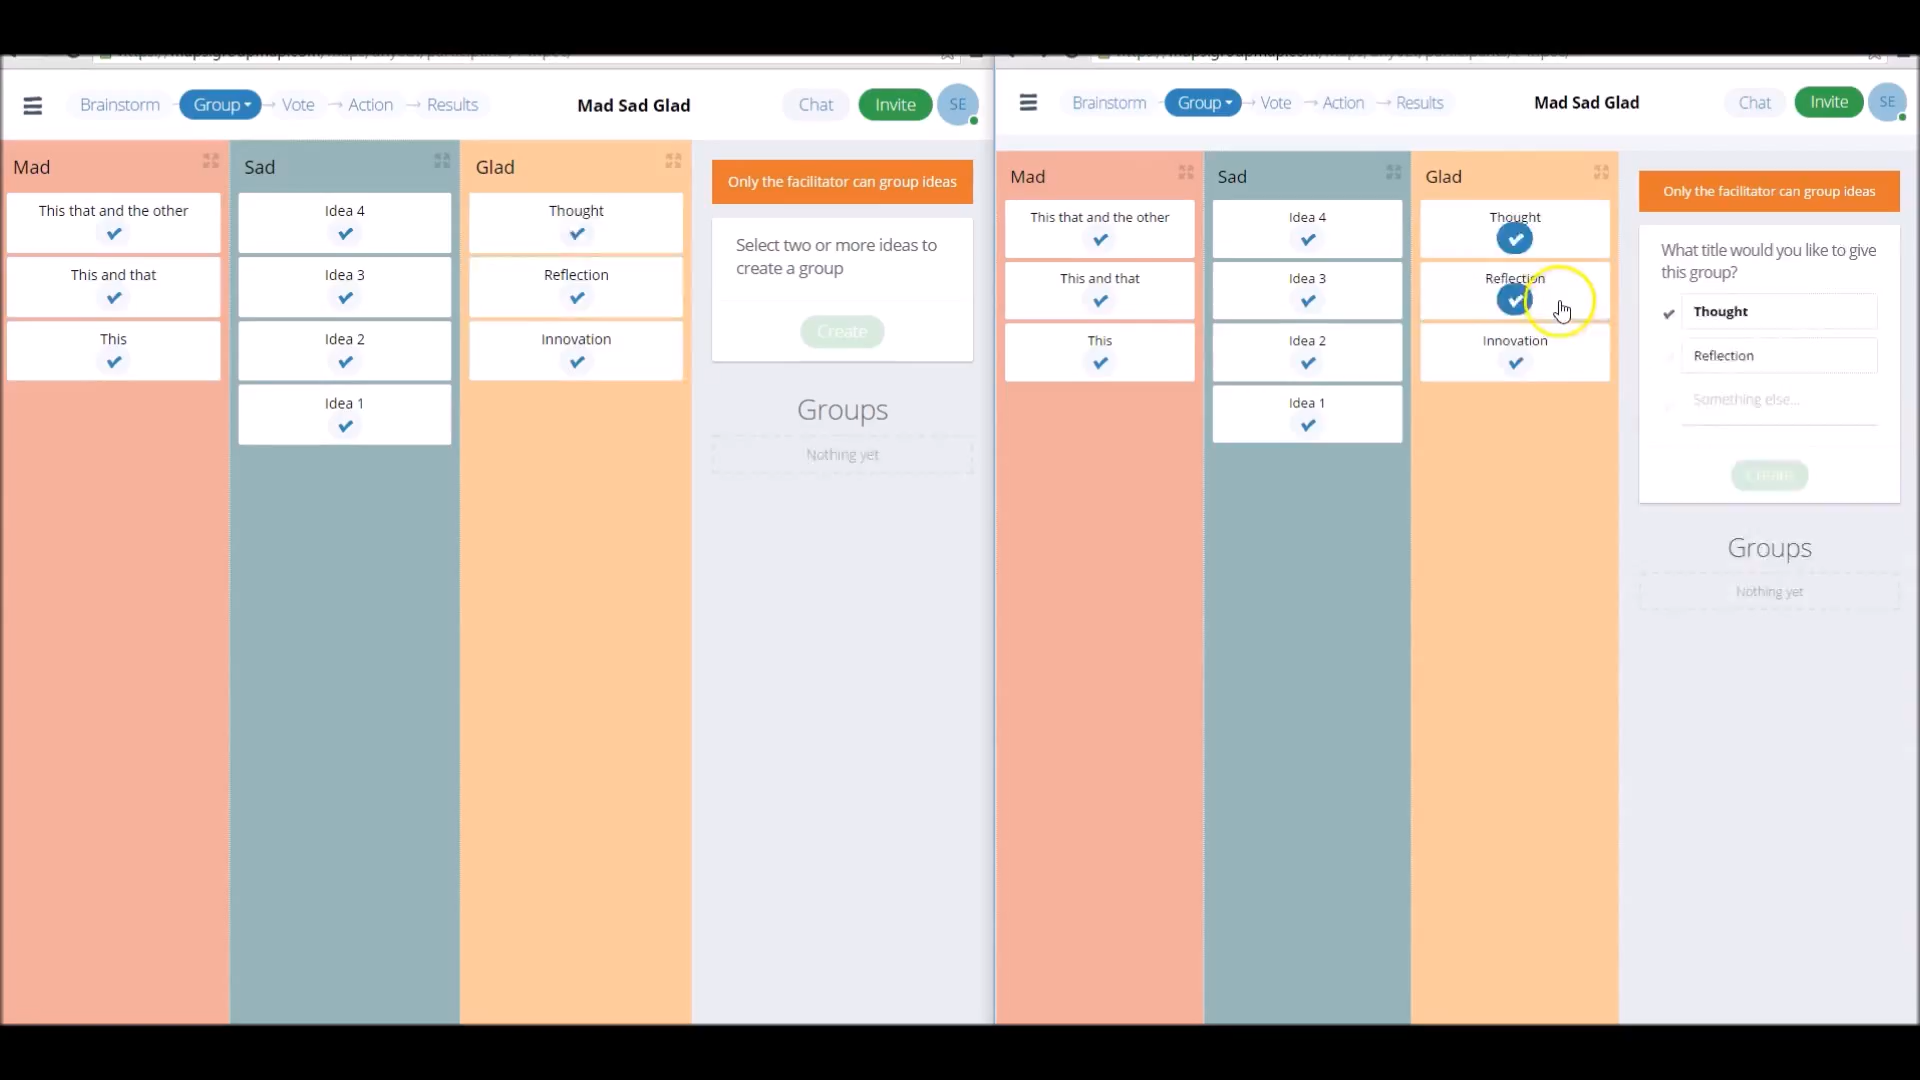 Brainstorm Group Vote Action Results Mad Sad Glad Chat Invite SE
Mad
This that and the other
This and that
This
Sad
Idea 4
Idea 3
Idea 2
Idea 1
Glad
Thought
Reflection
Innovation
Only the facilitator can group ideas
Select two or more ideas to
create a group
Create
Groups
Nothing yet
Brainstorm Group Vote Action Results Mad Sad Glad Chat Invite SE
Mad
This that and the other
This and that
This
Sad
Idea 4
Idea 3
Idea 2
Idea 1
Glad
Thought
Reflection
Innovation
Only the facilitator can group ideas
What title would you like to give
this group?
Thought
Reflection
Something else...
Create
Groups
Nothing yet